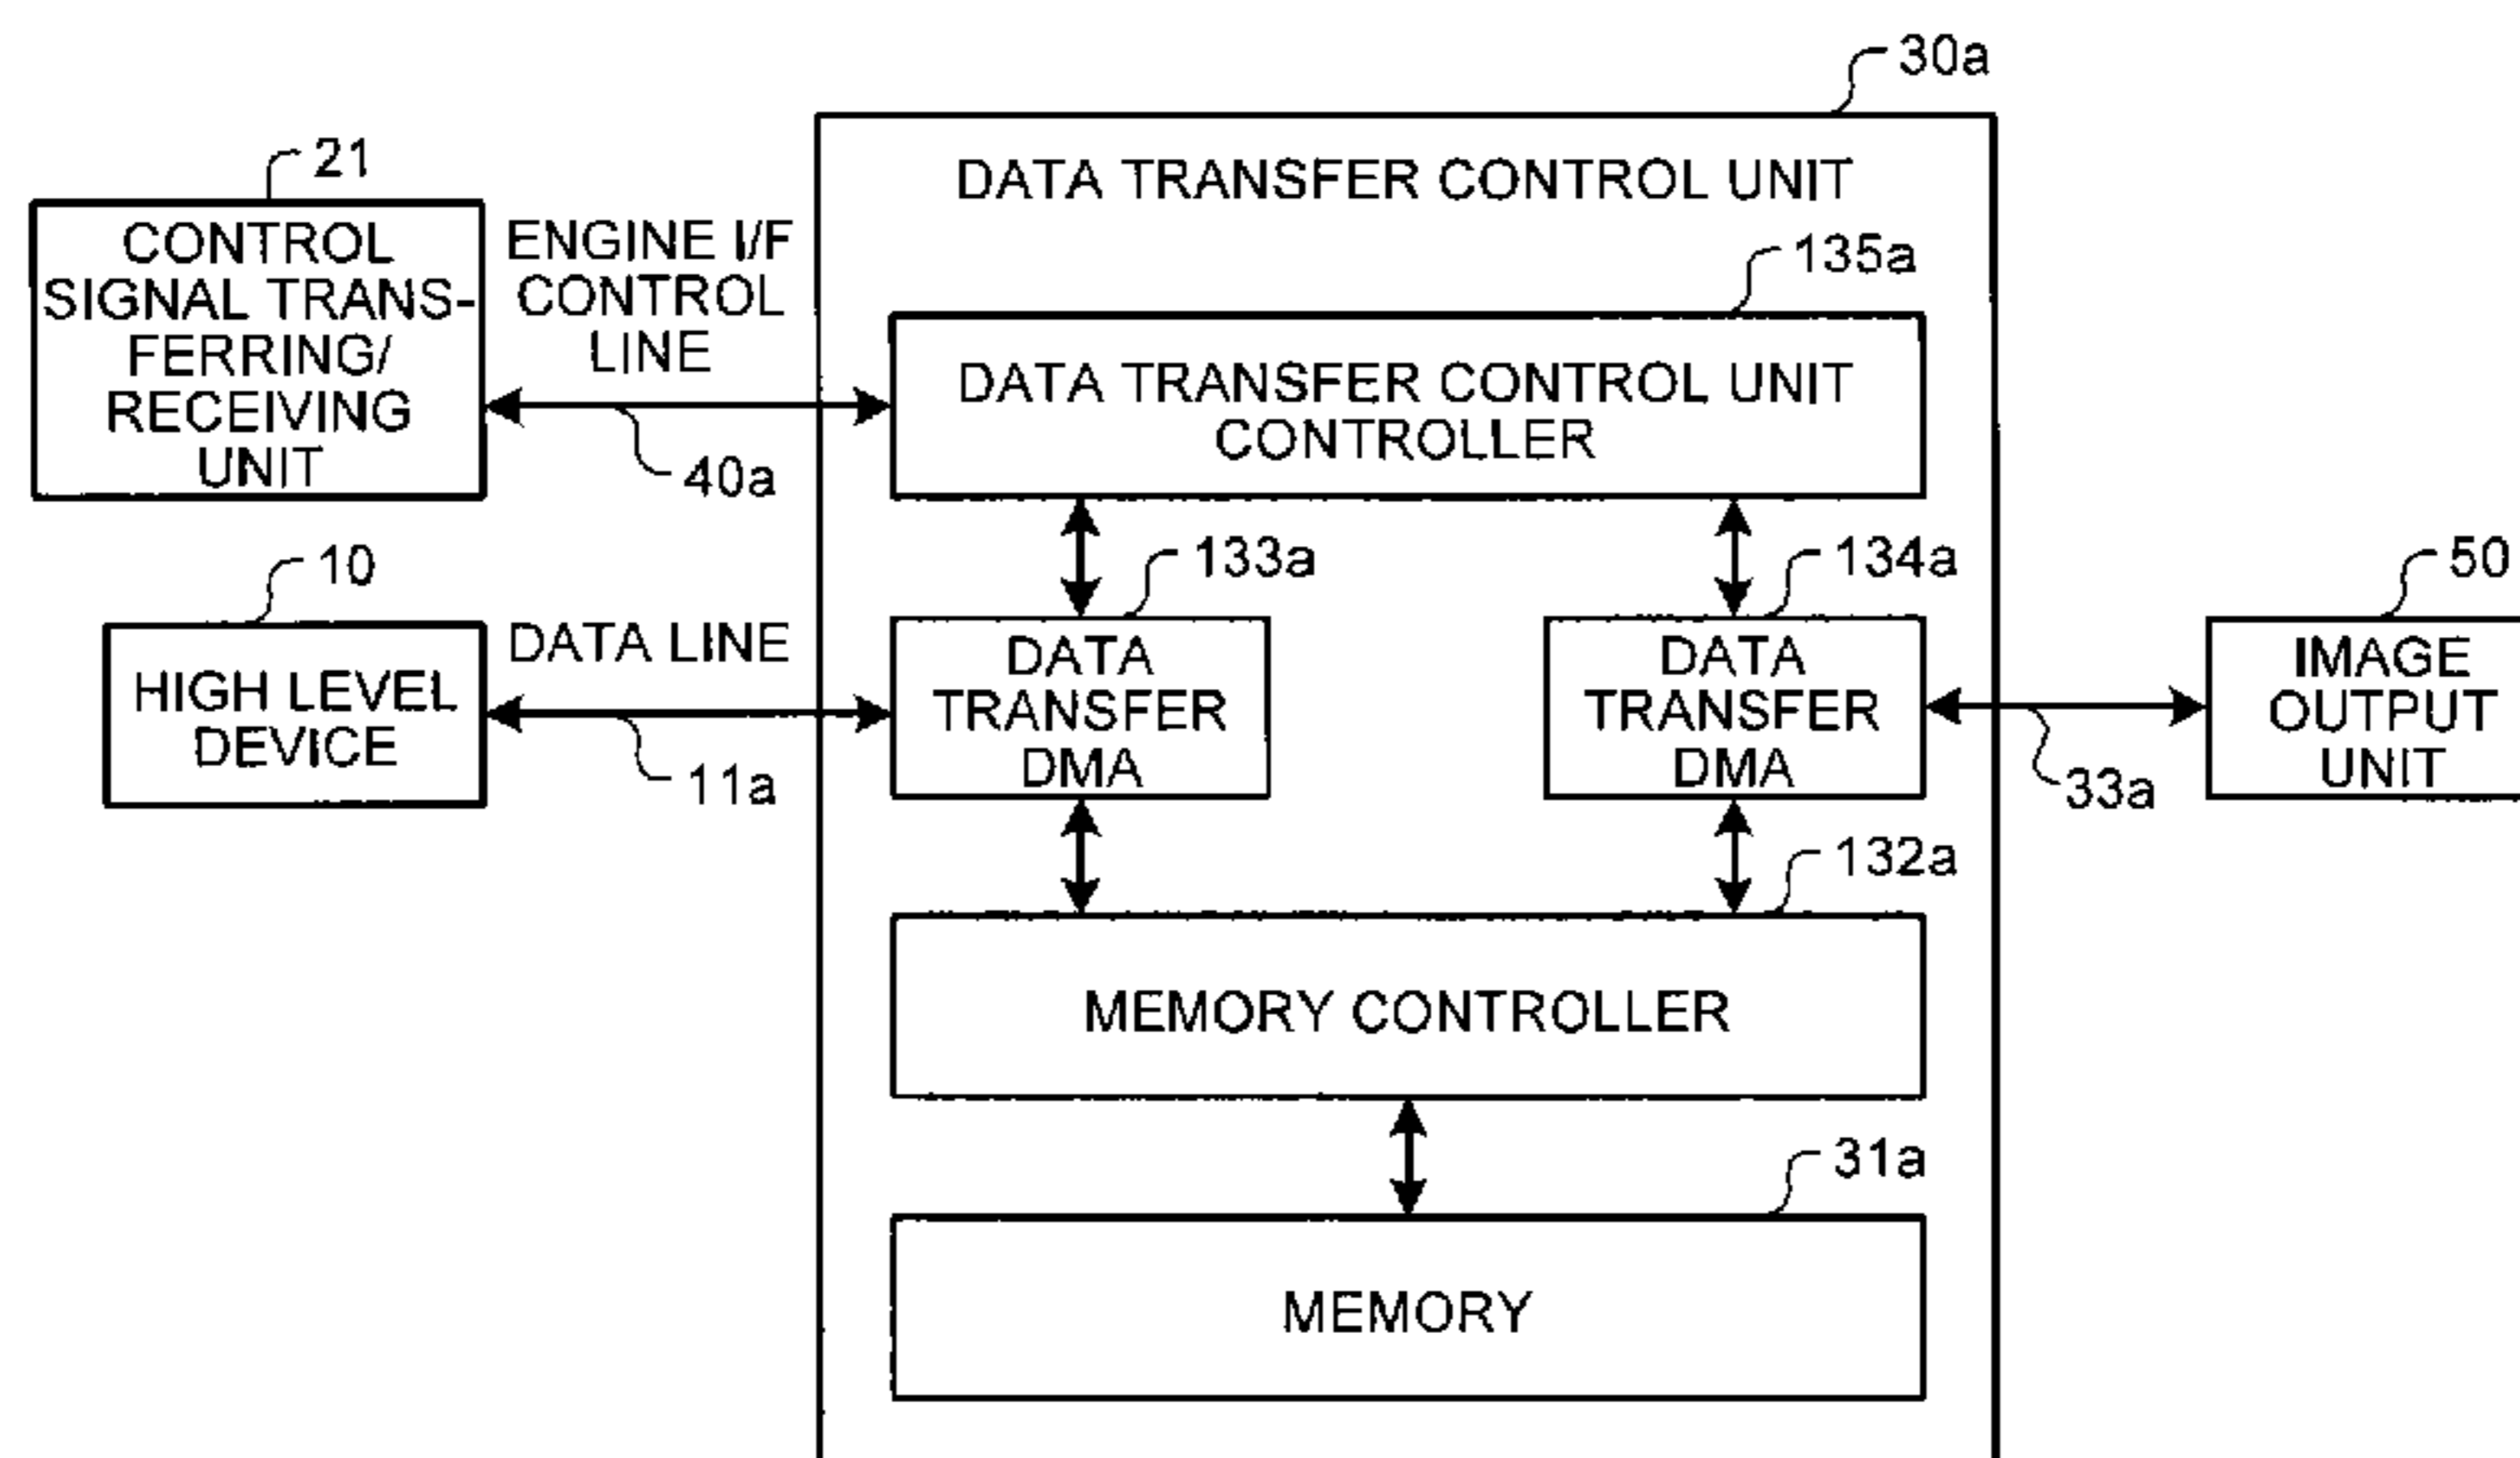 30a
DATA TRANSFER CONTROL UNIT
21
CONTROL
SIGNAL TRANS-
FERRING/
RECEIVING
UNIT
ENGINE I/F
CONTROL
LINE
40a
135a
DATA TRANSFER CONTROL UNIT
CONTROLLER
10
HIGH LEVEL
DEVICE
DATA LINE
11a
133a
DATA
TRANSFER
DMA
134a
DATA
TRANSFER
DMA
33a
50
IMAGE
OUTPUT
UNIT
132a
MEMORY CONTROLLER
31a
MEMORY